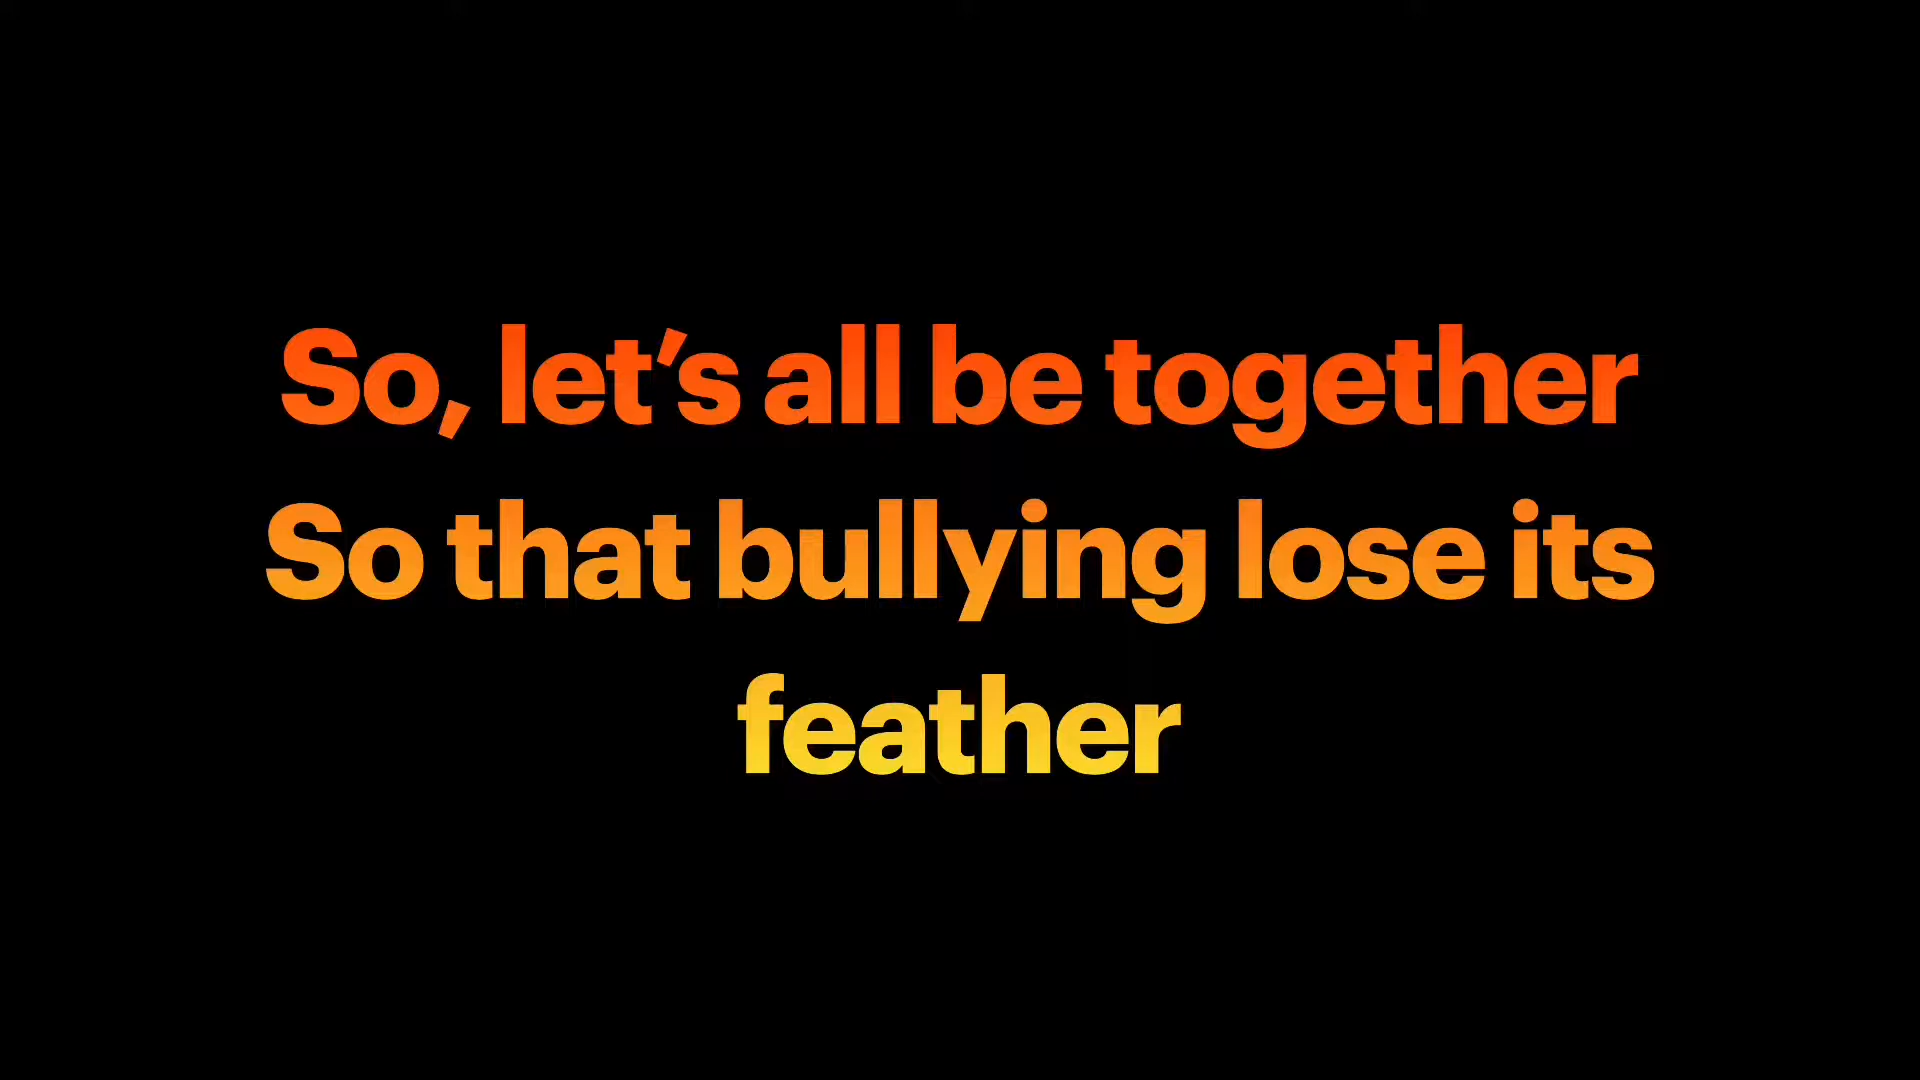 So, let’s all be together
So that bullying lose its
feather